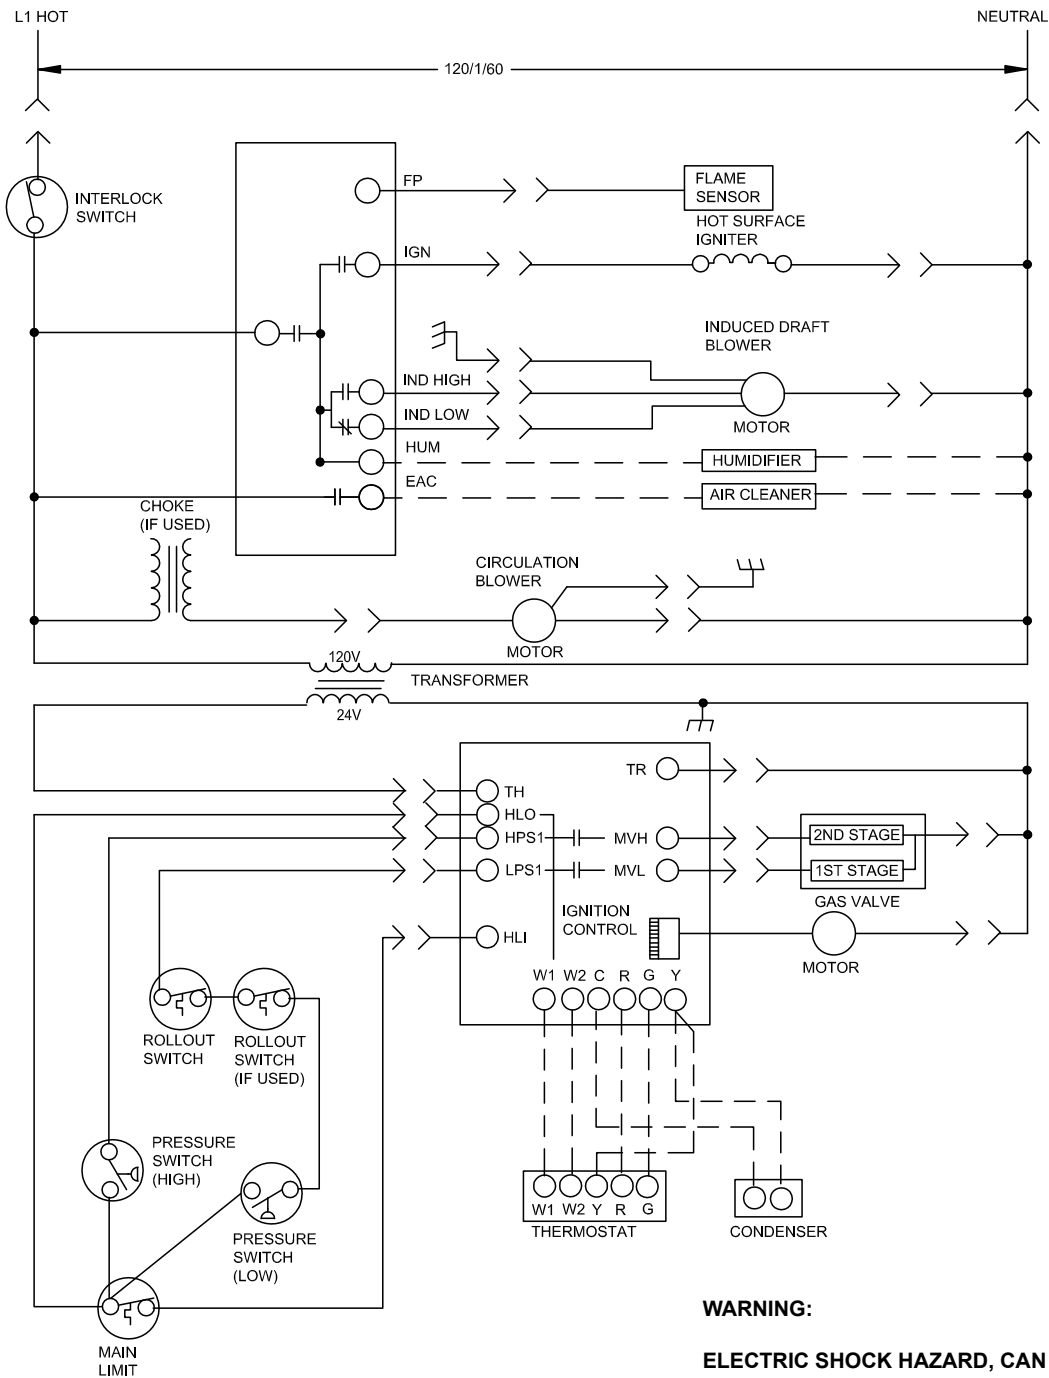 L1 HOT
NEUTRAL
120/1/60
INTERLOCK
SWITCH
FP
FLAME
SENSOR
HOT SURFACE
IGNITER
IGN
INDUCED DRAFT
BLOWER
IND HIGH
IND LOW
MOTOR
HUM
HUMIDIFIER
EAC
AIR CLEANER
CHOKE
(IF USED)
CIRCULATION
BLOWER
MOTOR
120V
TRANSFORMER
24V
TR
TH
HLO
HPS1
MVH
2ND STAGE
LPS1
MVL
1ST STAGE
GAS VALVE
IGNITION
CONTROL
HLI
MOTOR
W1 W2 C R G Y
ROLLOUT
SWITCH
ROLLOUT
SWITCH
(IF USED)
PRESSURE
SWITCH
(HIGH)
W1 W2 Y R G
THERMOSTAT
CONDENSER
PRESSURE
SWITCH
(LOW)
MAIN
LIMIT
WARNING:
ELECTRIC SHOCK HAZARD, CAN